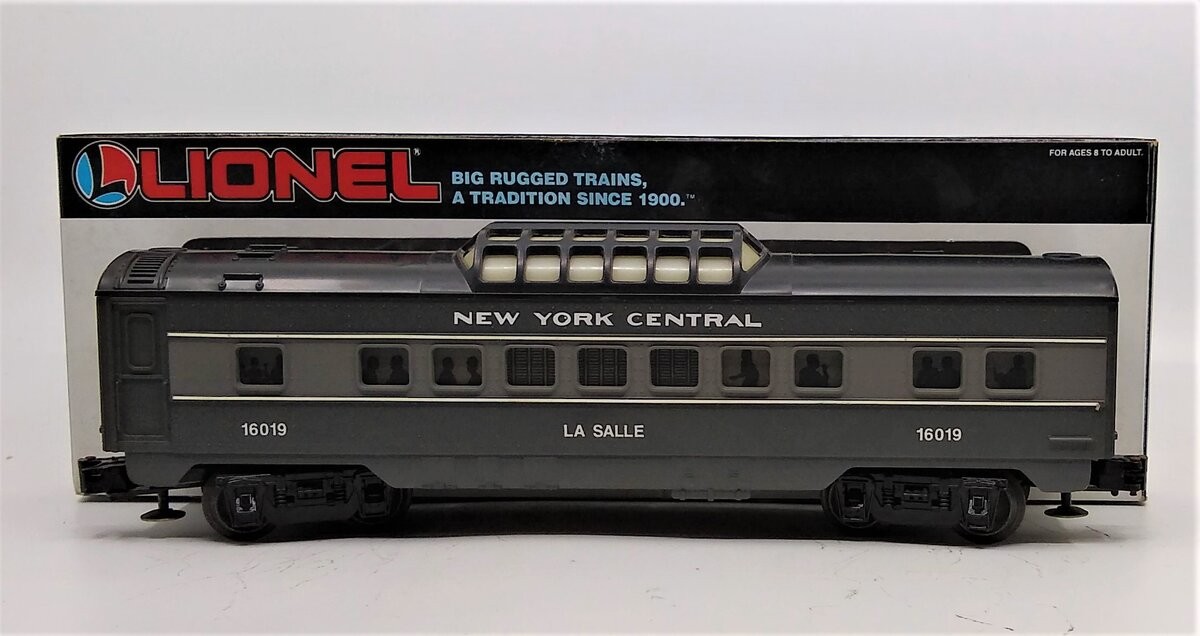 LIONEL®
BIG RUGGED TRAINS,
A TRADITION SINCE 1900.™
FOR AGES 8 TO ADULT.
NEW YORK CENTRAL
16019
LA SALLE
16019